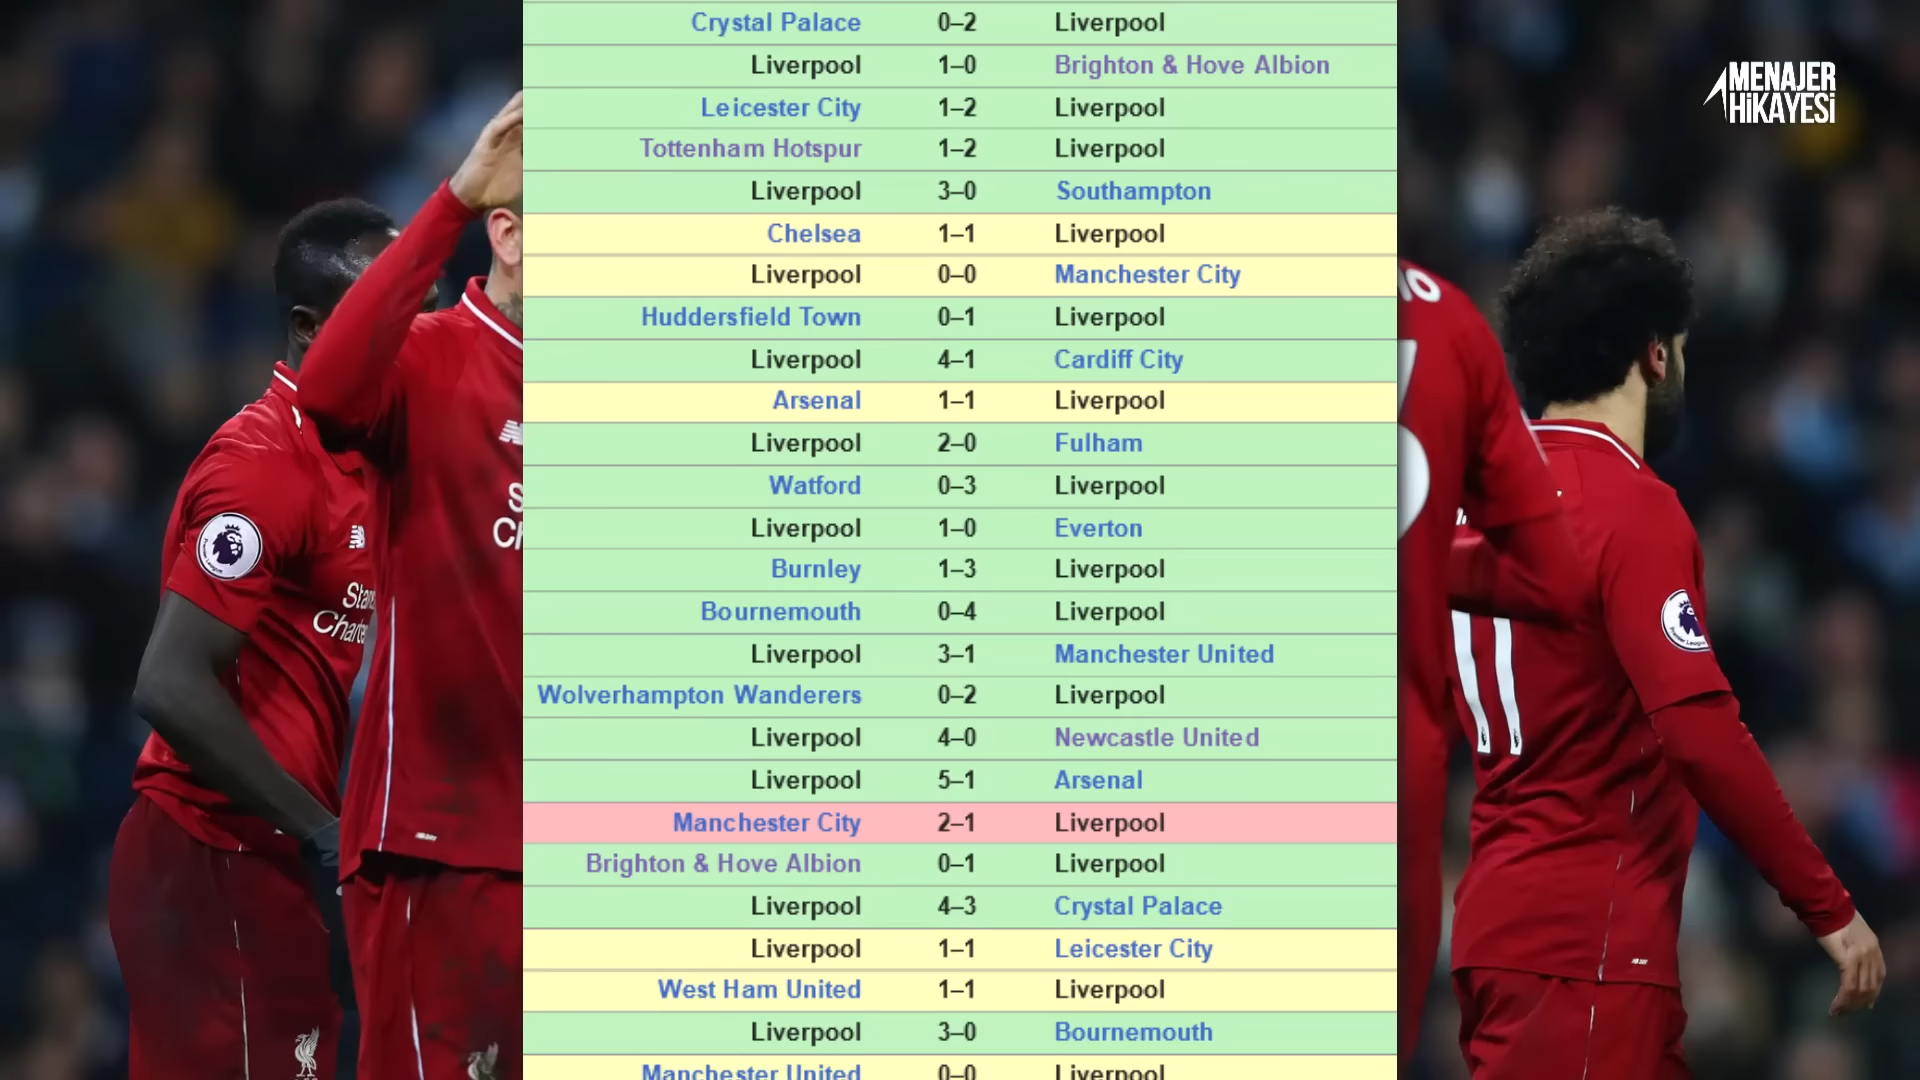 Crystal Palace 0–2 Liverpool
MENAJER
HİKAYESİ
Liverpool 1–0 Brighton & Hove Albion
Leicester City 1–2 Liverpool
Tottenham Hotspur 1–2 Liverpool
Liverpool 3–0 Southampton
Chelsea 1–1 Liverpool
Liverpool 0–0 Manchester City
Huddersfield Town 0–1 Liverpool
Liverpool 4–1 Cardiff City
Arsenal 1–1 Liverpool
Liverpool 2–0 Fulham
Watford 0–3 Liverpool
Liverpool 1–0 Everton
Burnley 1–3 Liverpool
Bournemouth 0–4 Liverpool
Liverpool 3–1 Manchester United
Wolverhampton Wanderers 0–2 Liverpool
Liverpool 4–0 Newcastle United
Liverpool 5–1 Arsenal
Manchester City 2–1 Liverpool
Brighton & Hove Albion 0–1 Liverpool
Liverpool 4–3 Crystal Palace
Liverpool 1–1 Leicester City
West Ham United 1–1 Liverpool
Liverpool 3–0 Bournemouth
Manchester United 0–0 Liverpool
Premier League
11